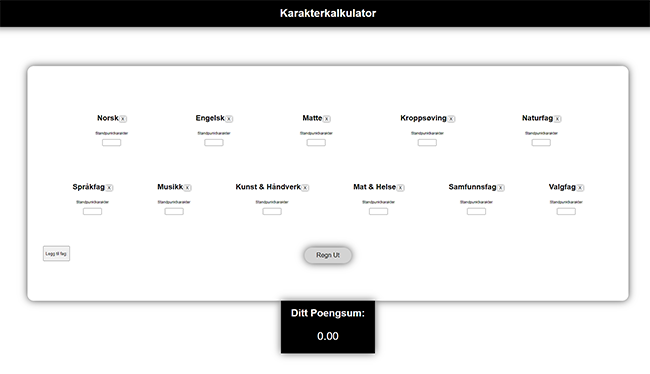 Karakterkalkulator
Norsk x Engelsk x Matte x Kroppsøving x Naturfag x
Standpunktkarakter Standpunktkarakter Standpunktkarakter Standpunktkarakter Standpunktkarakter
Språkfag x Musikk x Kunst & Håndverk x Mat & Helse x Samfunnsfag x Valgfag x
Standpunktkarakter Standpunktkarakter Standpunktkarakter Standpunktkarakter Standpunktkarakter Standpunktkarakter
Legg til fag Regn Ut
Ditt Poengsum:
0.00